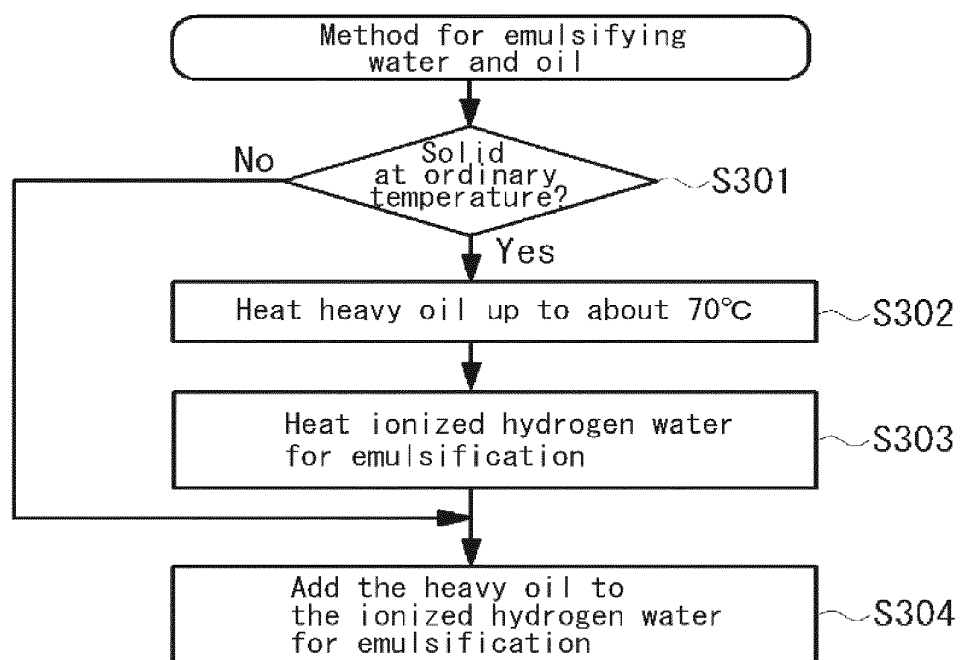 Method for emulsifying
water and oil
No
Solid
at ordinary
temperature?
S301
Yes
Heat heavy oil up to about 70℃
S302
Heat ionized hydrogen water
for emulsification
S303
Add the heavy oil to
the ionized hydrogen water
for emulsification
S304